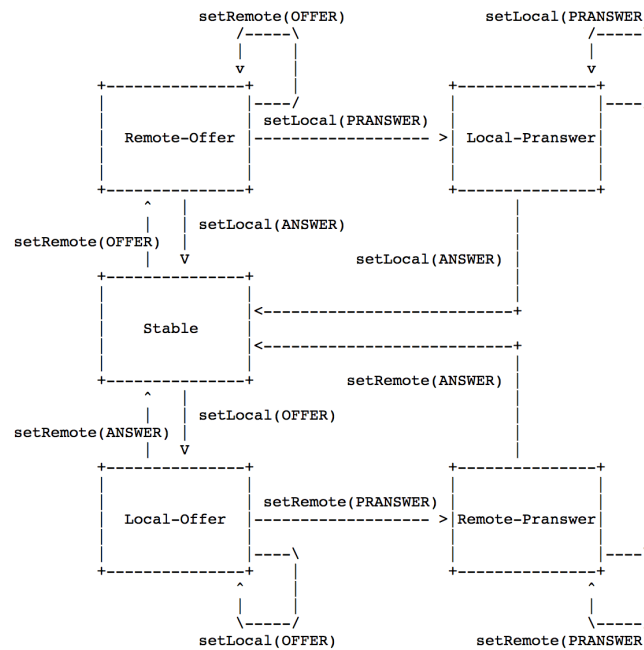 setRemote(OFFER)
setLocal(PRANSWER
setLocal(PRANSWER)
Remote-Offer
Local-Pranswer
setLocal(ANSWER)
setRemote(OFFER)
setLocal(ANSWER)
Stable
setRemote(ANSWER)
setLocal(OFFER)
setRemote(ANSWER)
setRemote(PRANSWER)
Local-Offer
Remote-Pranswer
setLocal(OFFER)
setRemote(PRANSWER